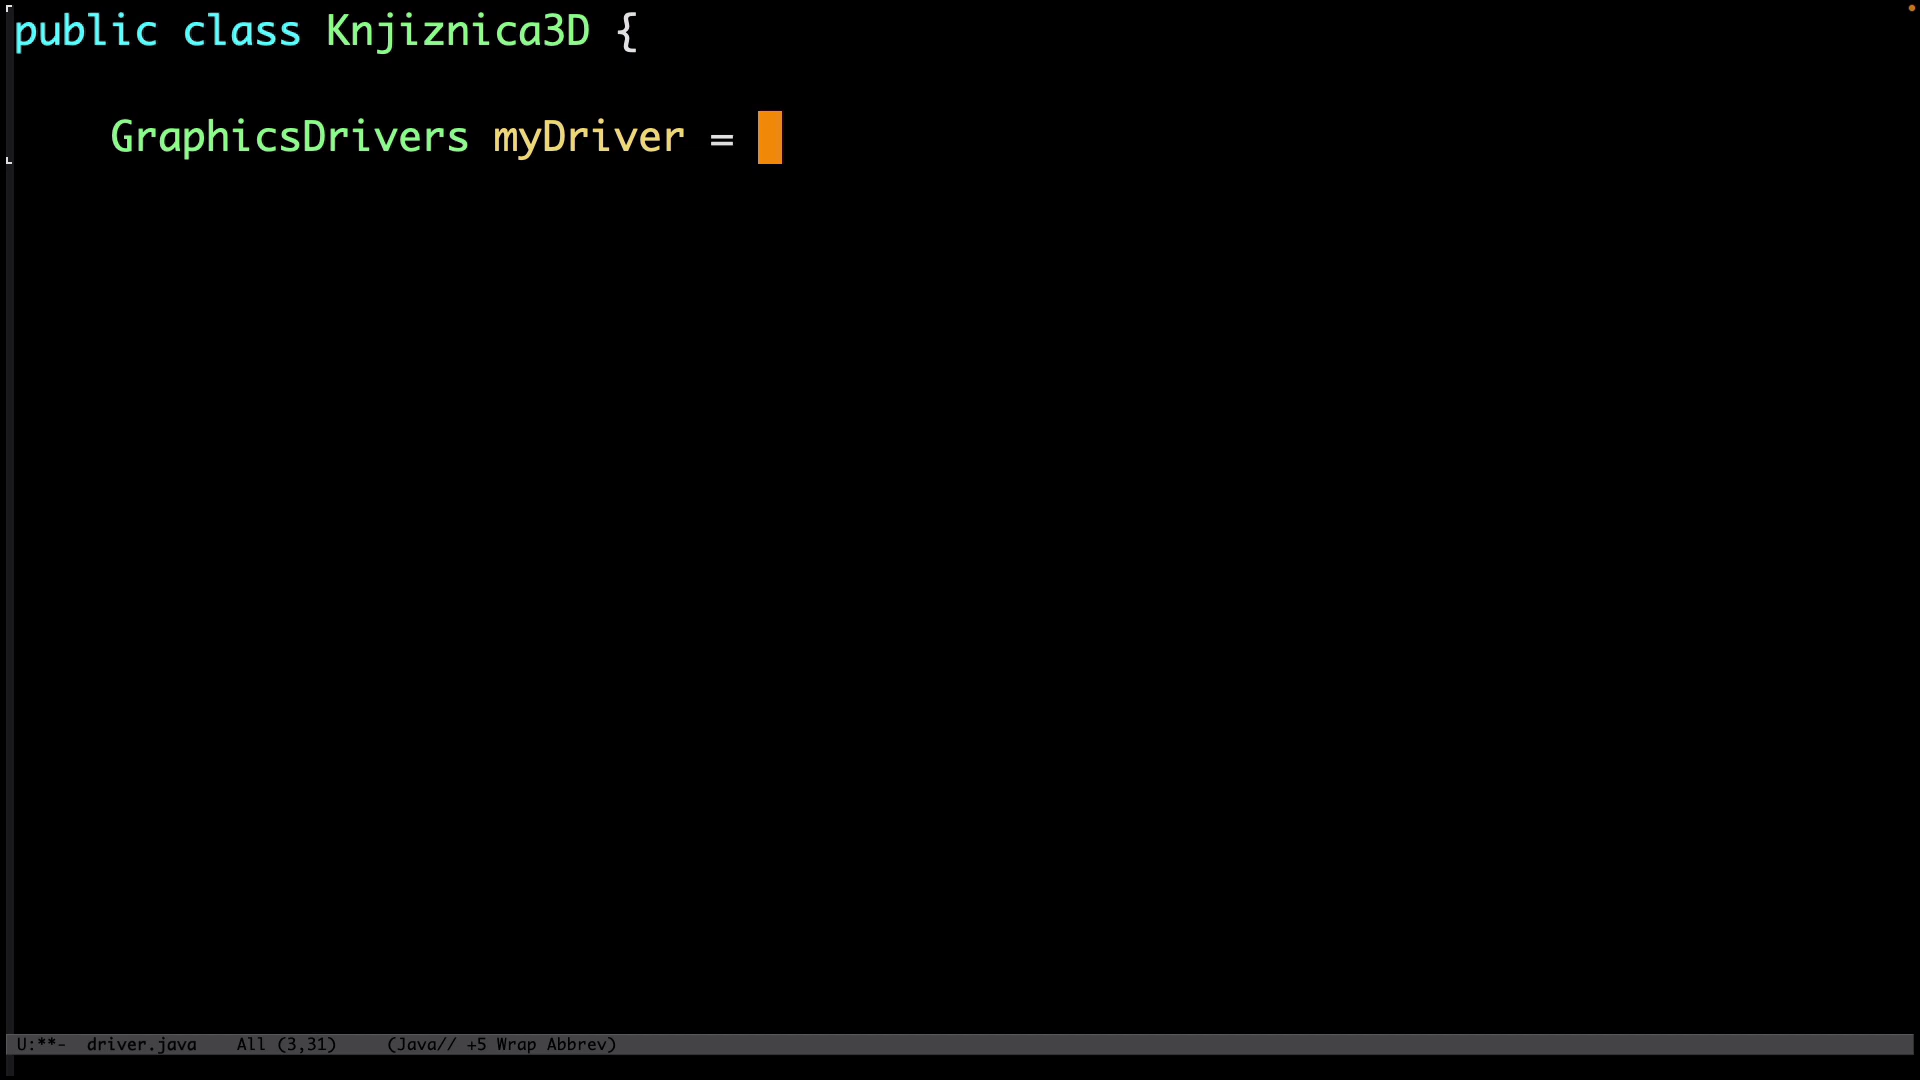 public class Knjiznica3D {
GraphicsDrivers myDriver =
U:**- driver.java All (3,31) (Java// +5 Wrap Abbrev)